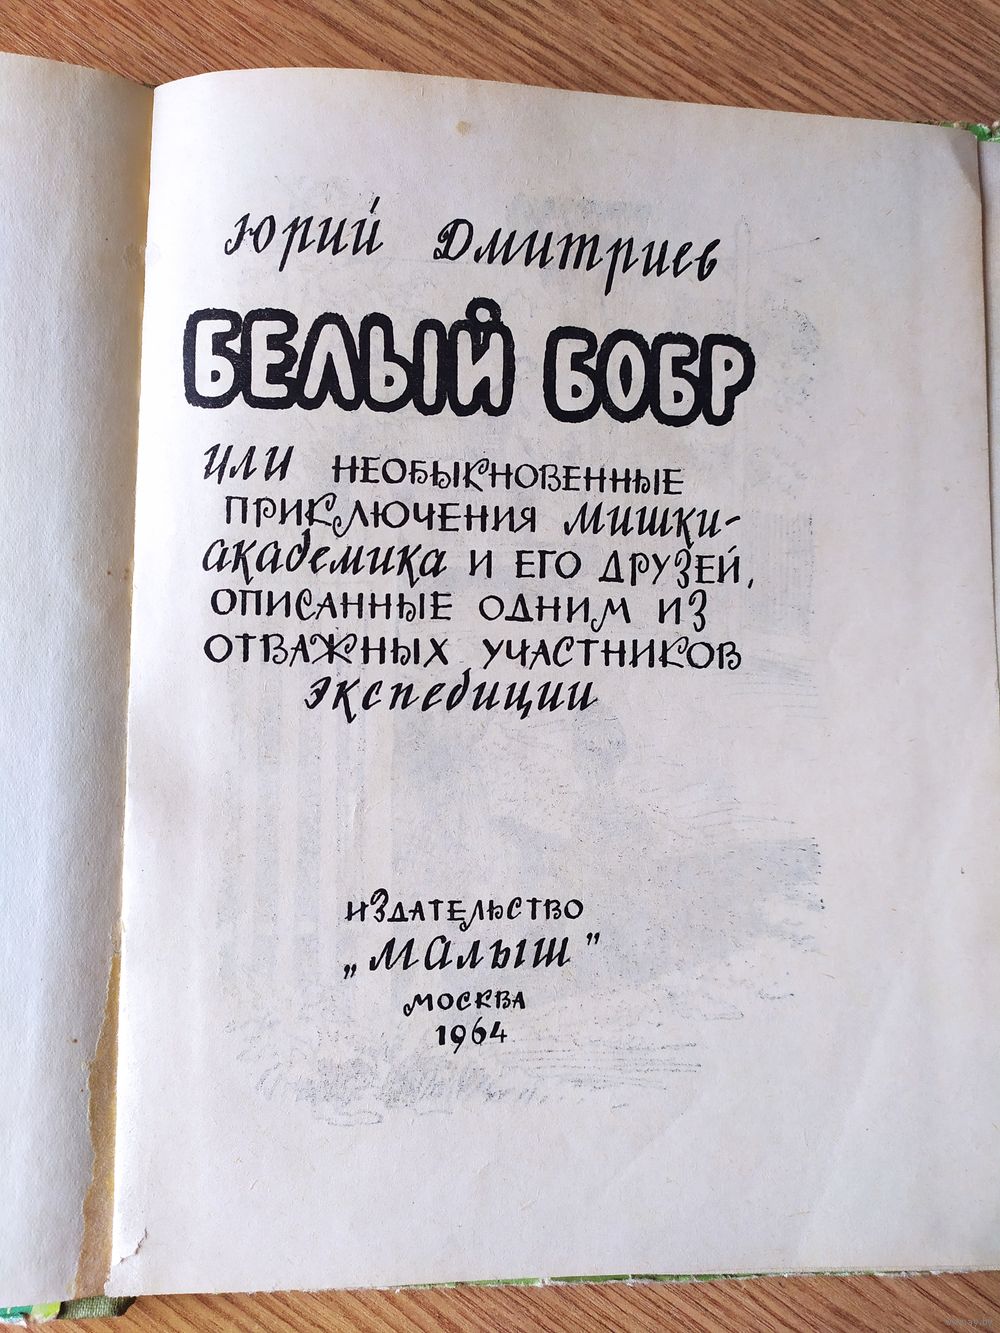 Юрий Дмитриев
БЕЛЫЙ БОБР
ИЛИ НЕОБЫКНОВЕННЫЕ
ПРИКЛЮЧЕНИЯ МИШКИ-
академика И ЕГО ДРУЗЕЙ,
ОПИСАННЫЕ ОДНИМ ИЗ
ОТВАЖНЫХ УЧАСТНИКОВ
экспедиции
ИЗДАТЕЛЬСТВО
„МАЛЫШ”
МОСКВА
1964